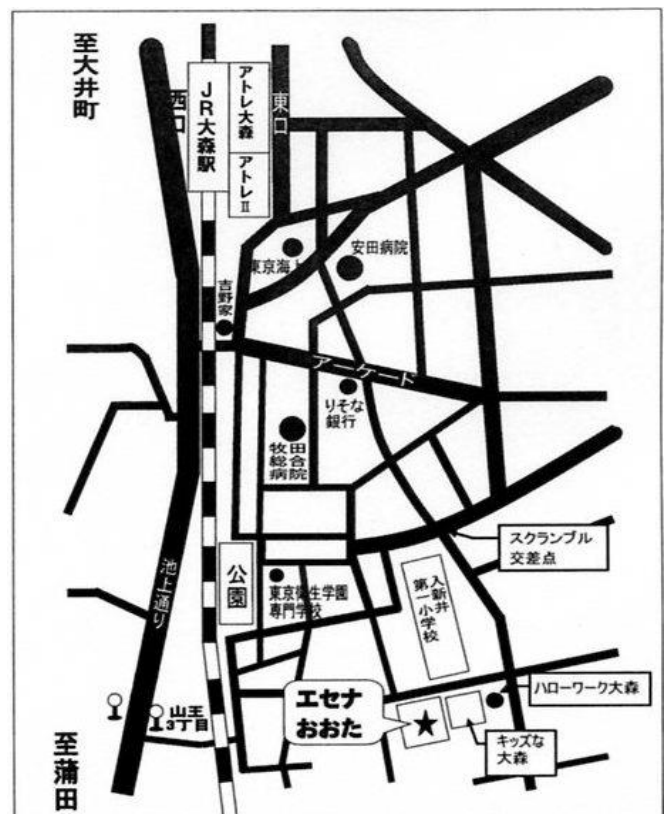 至大井町
西口
JR大森駅
アトレ大森
アトレⅡ
東口
東京海上
安田病院
吉野家
アーケード
りそな
銀行
牧田
総合
病院
スクランブル
交差点
公園
東京衛生学園
専門学校
入新井
第一小学校
池上通り
エセナ
おおた
ハローワーク大森
キッズな
大森
山王
3丁目
至蒲田